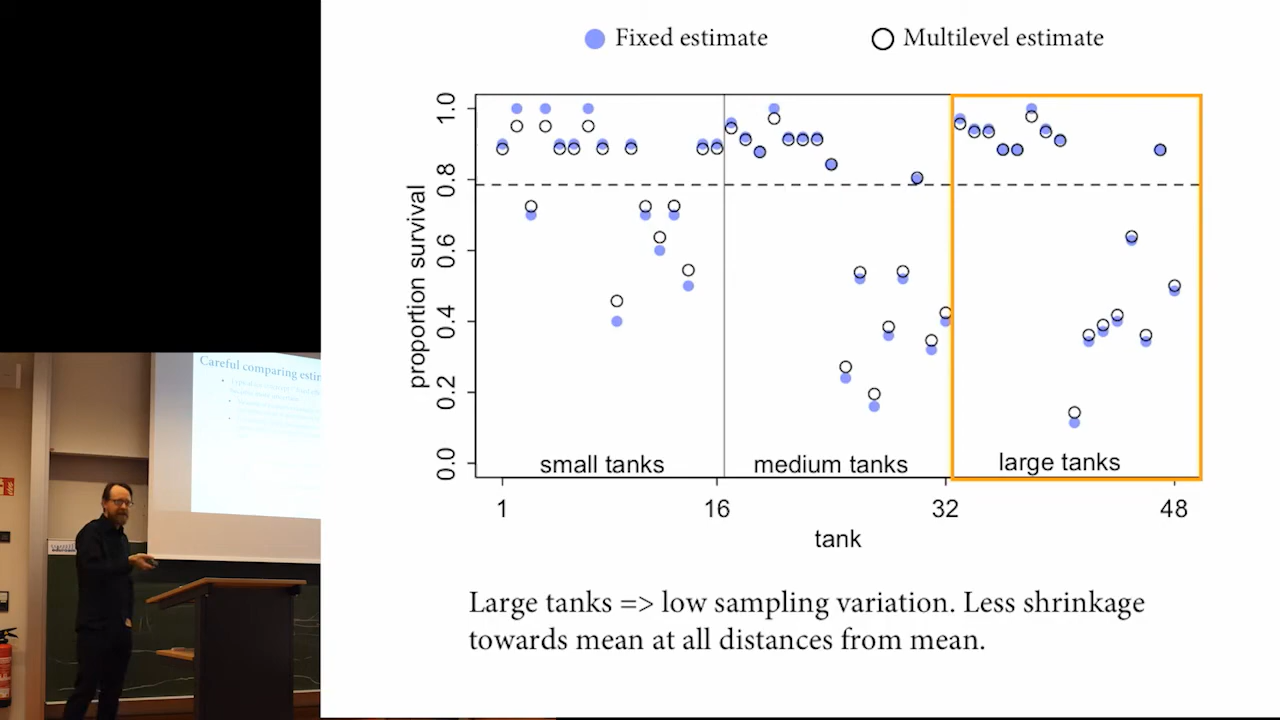 Fixed estimate
Multilevel estimate
1.0
0.8
0.6
0.4
0.2
0.0
proportion survival
small tanks
medium tanks
large tanks
1
16
32
48
tank
Large tanks => low sampling variation. Less shrinkage
towards mean at all distances from mean.
Careful comparing estim